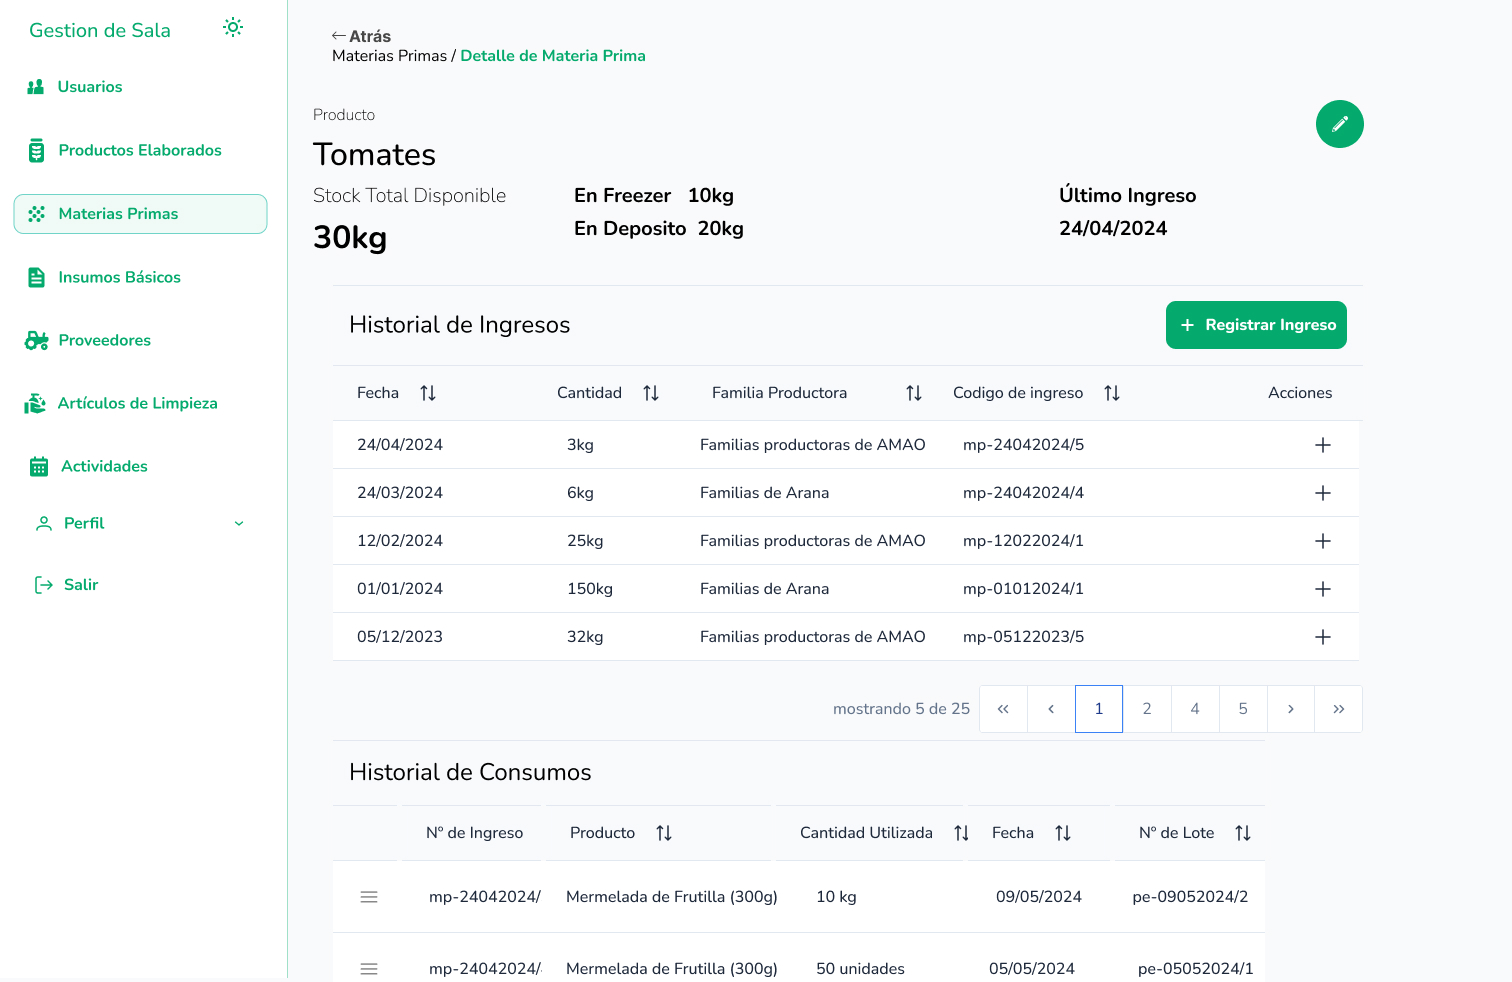 Gestion de Sala
Usuarios
Productos Elaborados
Materias Primas
Insumos Básicos
Proveedores
Artículos de Limpieza
Actividades
Perfil
Salir
Atrás
Materias Primas / Detalle de Materia Prima
Producto
Tomates
Stock Total Disponible
30kg
En Freezer 10kg
En Deposito 20kg
Último Ingreso
24/04/2024
Historial de Ingresos
+ Registrar Ingreso
Fecha Cantidad Familia Productora Codigo de ingreso Acciones
24/04/2024 3kg Familias productoras de AMAO mp-24042024/5
24/03/2024 6kg Familias de Arana mp-24042024/4
12/02/2024 25kg Familias productoras de AMAO mp-12022024/1
01/01/2024 150kg Familias de Arana mp-01012024/1
05/12/2023 32kg Familias productoras de AMAO mp-05122023/5
mostrando 5 de 25 « ‹ 1 2 4 5 › »
Historial de Consumos
Nº de Ingreso Producto Cantidad Utilizada Fecha Nº de Lote
mp-24042024/ Mermelada de Frutilla (300g) 10 kg 09/05/2024 pe-09052024/2
mp-24042024/ Mermelada de Frutilla (300g) 50 unidades 05/05/2024 pe-05052024/1